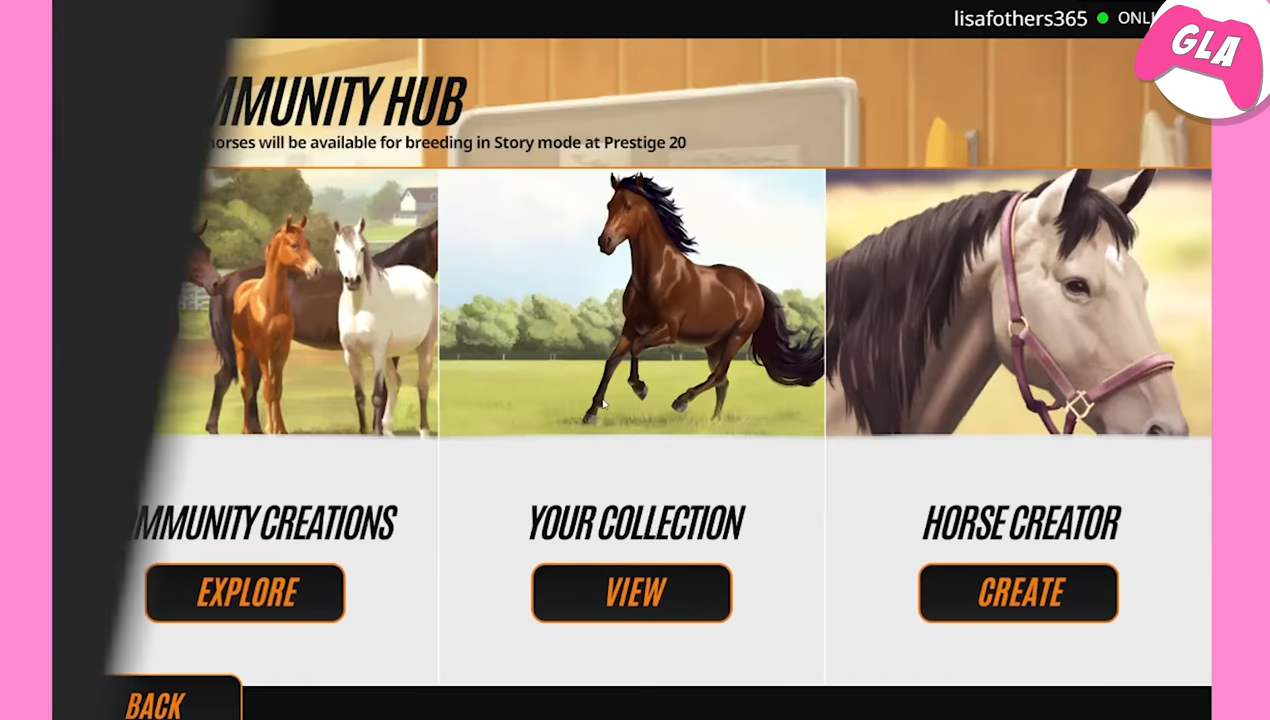 lisafothers365
GLA
MMUNITY HUB
horses will be available for breeding in Story mode at Prestige 20
MMUNITY CREATIONS
YOUR COLLECTION
HORSE CREATOR
EXPLORE
VIEW
CREATE
BACK